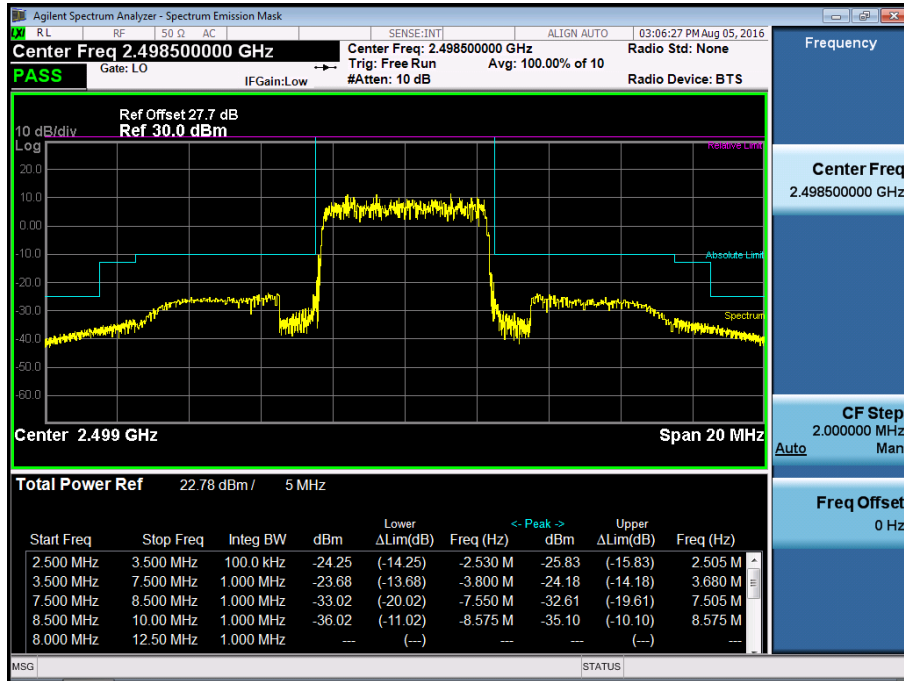 Agilent Spectrum Analyzer - Spectrum Emission Mask
LXI RL RF 50 Ω AC SENSE:INT ALIGN AUTO 03:06:27 PM Aug 05, 2016
Center Freq 2.498500000 GHz
Center Freq: 2.498500000 GHz
Radio Std: None
PASS
Gate: LO
IFGain:Low
Trig: Free Run
Avg: 100.00% of 10
#Atten: 10 dB
Radio Device: BTS
Ref Offset 27.7 dB
10 dB/div Ref 30.0 dBm
Log
Relative Limit
20.0
10.0
0.00
-10.0
Absolute Limit
-20.0
-30.0
Spectrum
-40.0
-50.0
-60.0
Center 2.499 GHz
Span 20 MHz
Total Power Ref 22.78 dBm / 5 MHz
Lower <- Peak -> Upper
Start Freq Stop Freq Integ BW dBm ΔLim(dB) Freq (Hz) dBm ΔLim(dB) Freq (Hz)
2.500 MHz 3.500 MHz 100.0 kHz -24.25 (-14.25) -2.530 M -25.83 (-15.83) 2.505 M
3.500 MHz 7.500 MHz 1.000 MHz -23.68 (-13.68) -3.800 M -24.18 (-14.18) 3.680 M
7.500 MHz 8.500 MHz 1.000 MHz -33.02 (-20.02) -7.550 M -32.61 (-19.61) 7.505 M
8.500 MHz 10.00 MHz 1.000 MHz -36.02 (-11.02) -8.575 M -35.10 (-10.10) 8.575 M
8.000 MHz 12.50 MHz 1.000 MHz --- (---) --- --- (---) ---
MSG
STATUS
Frequency
Center Freq
2.498500000 GHz
CF Step
2.000000 MHz
Auto Man
Freq Offset
0 Hz